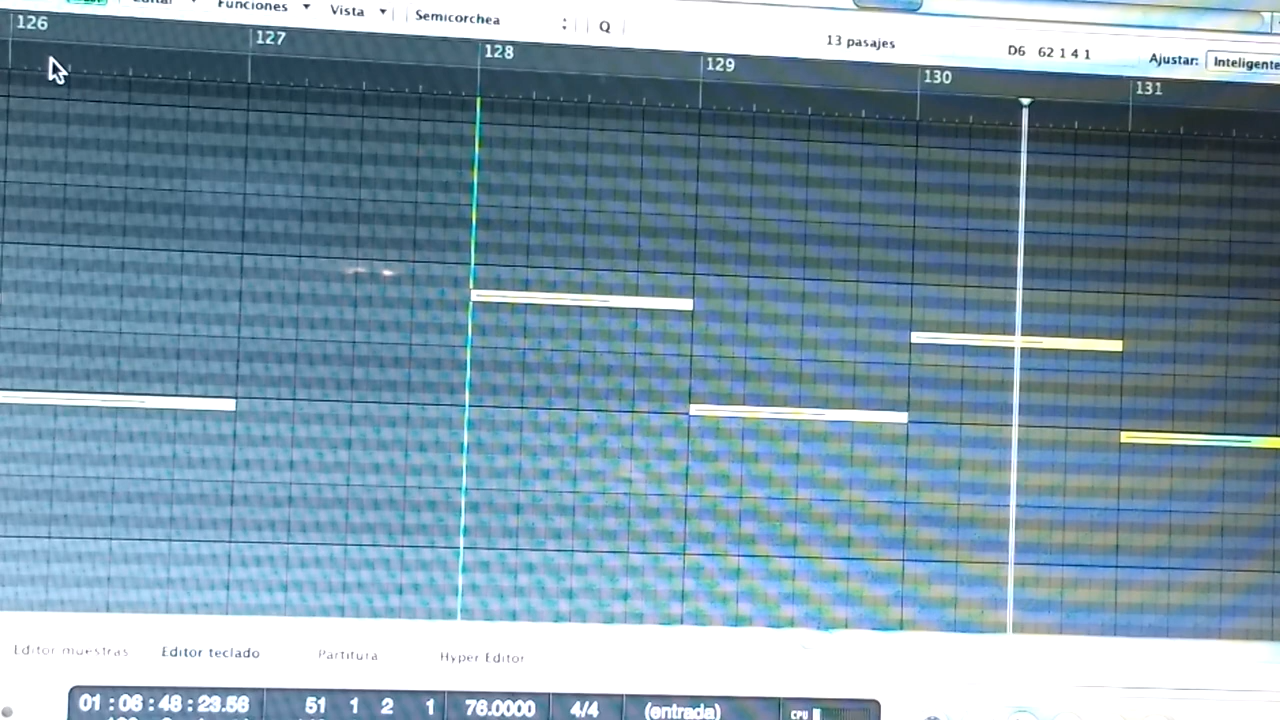 Funciones Vista Semicorchea Q 13 pasajes D6 62 1 4 1 Ajustar: Inteligente
126 127 128 129 130 131
Editor muestras Editor teclado Partitura Hyper Editor
01:06:48:23.56 51 1 2 1 76.0000 4/4 (entrada) CPU